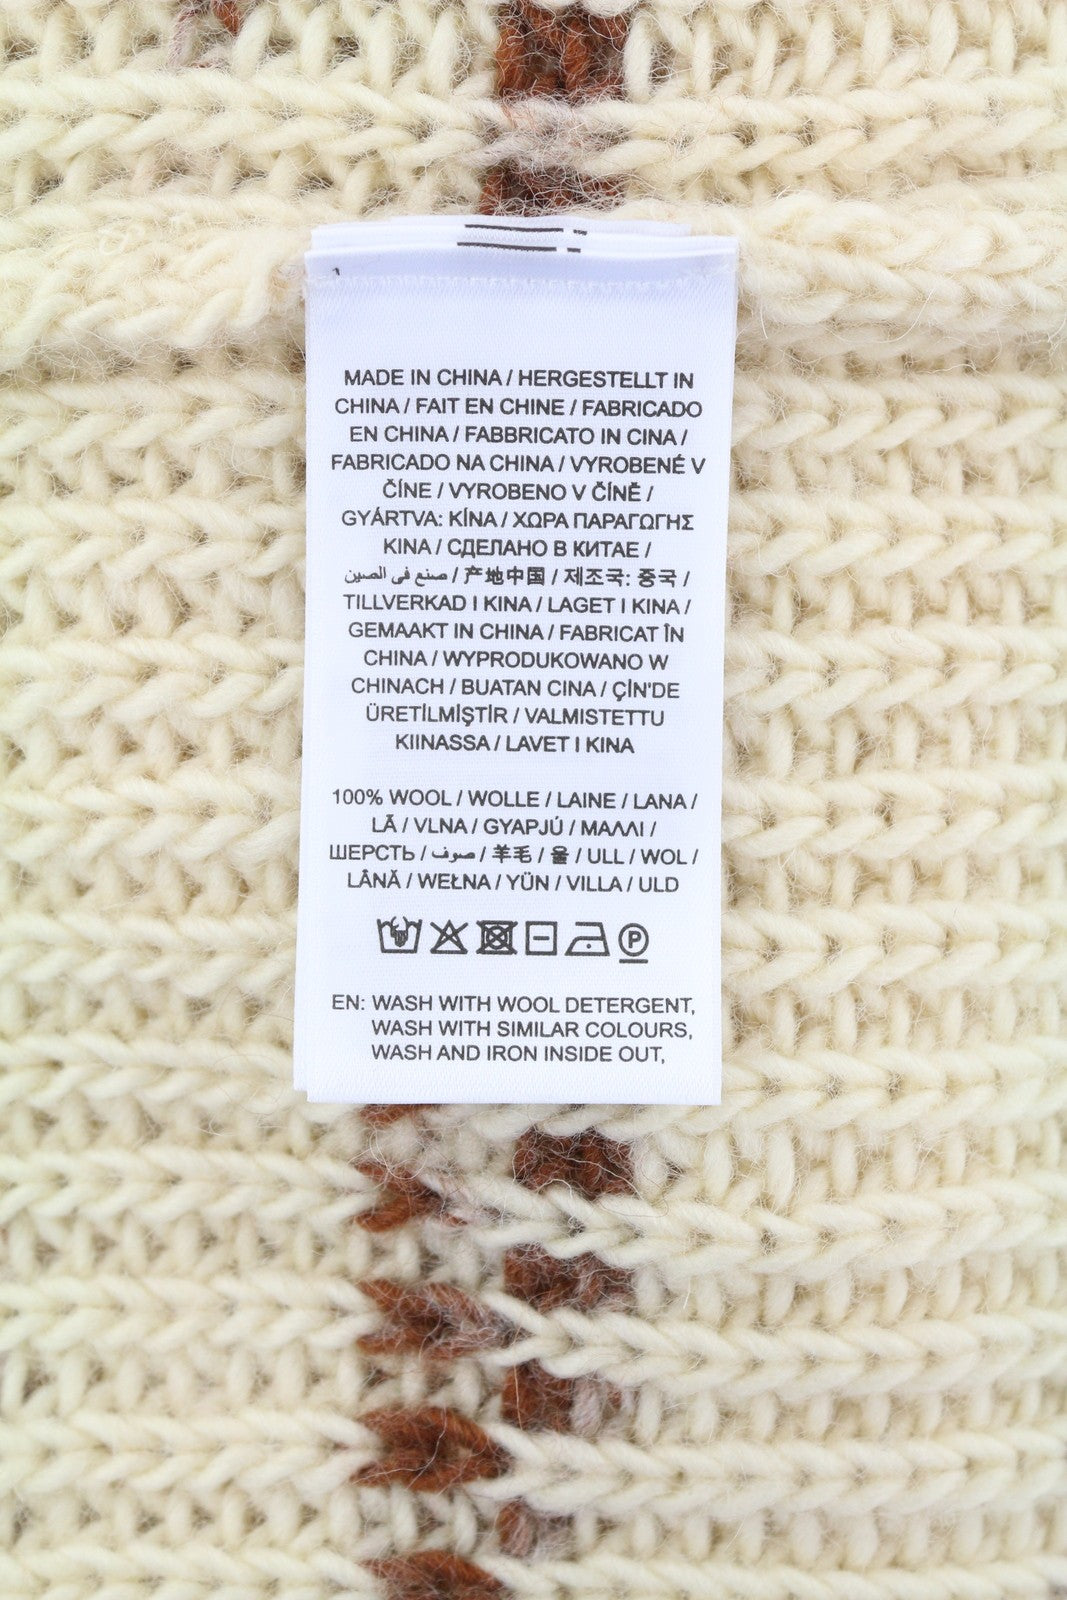 MADE IN CHINA / HERGESTELLT IN
CHINA / FAIT EN CHINE / FABRICADO
EN CHINA / FABBRICATO IN CINA /
FABRICADO NA CHINA / VYROBENÉ V
ČÍNE / VYROBENO V ČÍNĚ /
GYÁRTVA: KÍNA / ΧΩΡΑ ΠΑΡΑΓΩΓΗΣ
ΚΙΝΑ / СДЕЛАНО В КИТАЕ /
صنع في الصين / 产地中国 / 제조국: 중국 /
TILLVERKAD I KINA / LAGET I KINA /
GEMAAKT IN CHINA / FABRICAT ÎN
CHINA / WYPRODUKOWANO W
CHINACH / BUATAN CINA / ÇİN'DE
ÜRETİLMİŞTİR / VALMISTETTU
KIINASSA / LAVET I KINA
100% WOOL / WOLLE / LAINE / LANA /
LÃ / VLNA / GYAPJÚ / ΜΑΛΛΙ /
ШЕРСТЬ / صوف / 羊毛 / 울 / ULL / WOL /
LÂNĂ / WEŁNA / YÜN / VILLA / ULD
P
EN: WASH WITH WOOL DETERGENT,
WASH WITH SIMILAR COLOURS,
WASH AND IRON INSIDE OUT,